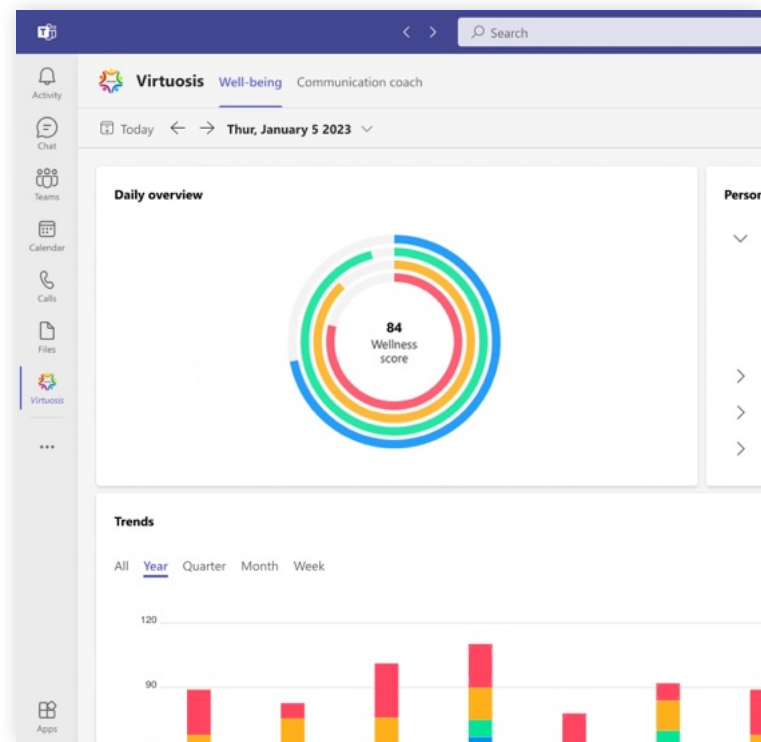 Search
Activity
Chat
Teams
Calendar
Calls
Files
Virtuosis
Apps
Virtuosis Well-being Communication coach
Today Thur, January 5 2023
Daily overview
84
Wellness
score
Trends
All Year Quarter Month Week
120
90